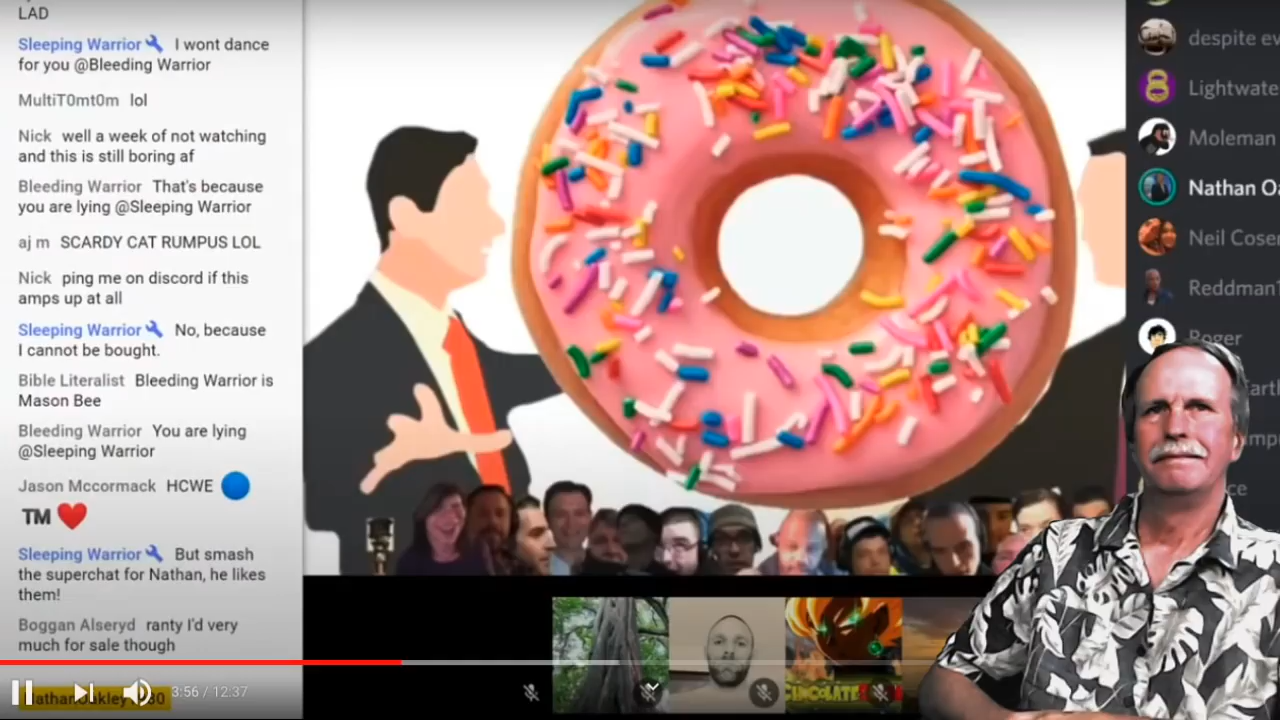 LAD
Sleeping Warrior I wont dance
for you @Bleeding Warrior
MultiT0mt0m lol
Nick well a week of not watching
and this is still boring af
Bleeding Warrior That's because
you are lying @Sleeping Warrior
aj m SCARDY CAT RUMPUS LOL
Nick ping me on discord if this
amps up at all
Sleeping Warrior No, because
I cannot be bought.
Bible Literalist Bleeding Warrior is
Mason Bee
Bleeding Warrior You are lying
@Sleeping Warrior
Jason Mccormack HCWE
TM
Sleeping Warrior But smash
the superchat for Nathan, he likes
them!
Boggan Alseryd ranty I'd very
much for sale though
3:56 / 12:37
despite ev
Lightwate
Moleman
Nathan Oa
Neil Cosen
Reddman
Roger